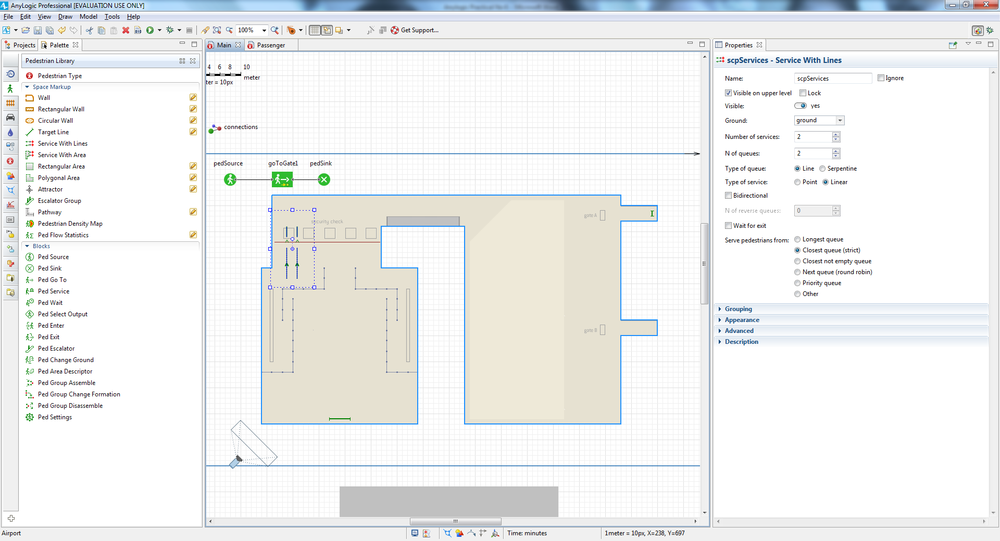 AnyLogic Professional [EVALUATION USE ONLY]
File Edit View Draw Model Tools Help
100% Get Support...
Projects Palette
Main Passenger
Properties
Pedestrian Library
Pedestrian Type
Space Markup
Wall
Rectangular Wall
Circular Wall
Target Line
Service With Lines
Service With Area
Rectangular Area
Polygonal Area
Attractor
Escalator Group
Pathway
Pedestrian Density Map
Ped Flow Statistics
Blocks
Ped Source
Ped Sink
Ped Go To
Ped Service
Ped Wait
Ped Select Output
Ped Enter
Ped Exit
Ped Escalator
Ped Change Ground
Ped Area Descriptor
Ped Group Assemble
Ped Group Change Formation
Ped Group Disassemble
Ped Settings
OK
4 6 8 10
meter
ter = 10px
connections
pedSource goToGate1 pedSink
security check
gate A
gate B
scpServices - Service With Lines
Name: scpServices Ignore
Visible on upper level Lock
Visible: yes
Ground: ground
Number of services: 2
N of queues: 2
Type of queue: Line Serpentine
Type of service: Point Linear
Bidirectional
N of reverse queues: 0
Wait for exit
Serve pedestrians from: Longest queue
Closest queue (strict)
Closest not empty queue
Next queue (round robin)
Priority queue
Other
Grouping
Appearance
Advanced
Description
Airport
Time: minutes
1meter = 10px, X=238, Y=697